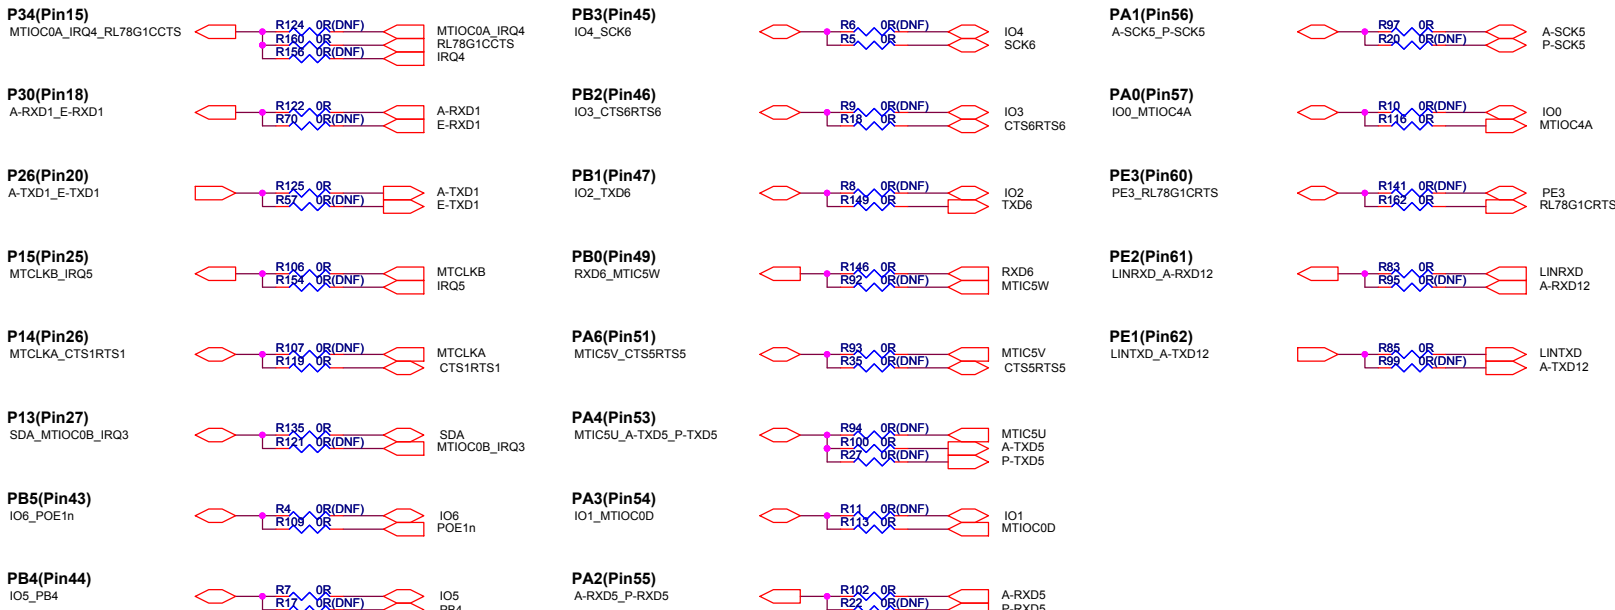 P34(Pin15)
MTIOC0A_IRQ4_RL78G1CCTS
R124 0R(DNF) MTIOC0A_IRQ4
R160 0R RL78G1CCTS
R156 0R(DNF) IRQ4
P30(Pin18)
A-RXD1_E-RXD1
R122 0R A-RXD1
R70 0R(DNF) E-RXD1
P26(Pin20)
A-TXD1_E-TXD1
R125 0R A-TXD1
R57 0R(DNF) E-TXD1
P15(Pin25)
MTCLKB_IRQ5
R106 0R MTCLKB
R154 0R(DNF) IRQ5
P14(Pin26)
MTCLKA_CTS1RTS1
R107 0R(DNF) MTCLKA
R119 0R CTS1RTS1
P13(Pin27)
SDA_MTIOC0B_IRQ3
R135 0R SDA
R121 0R(DNF) MTIOC0B_IRQ3
PB5(Pin43)
IO6_POE1n
R4 0R(DNF) IO6
R109 0R POE1n
PB4(Pin44)
IO5_PB4
R7 0R IO5
R17 0R(DNF) PB4
PB3(Pin45)
IO4_SCK6
R6 0R(DNF) IO4
R5 0R SCK6
PB2(Pin46)
IO3_CTS6RTS6
R9 0R(DNF) IO3
R18 0R CTS6RTS6
PB1(Pin47)
IO2_TXD6
R8 0R(DNF) IO2
R149 0R TXD6
PB0(Pin49)
RXD6_MTIC5W
R146 0R RXD6
R92 0R(DNF) MTIC5W
PA6(Pin51)
MTIC5V_CTS5RTS5
R93 0R MTIC5V
R35 0R(DNF) CTS5RTS5
PA4(Pin53)
MTIC5U_A-TXD5_P-TXD5
R94 0R(DNF) MTIC5U
R100 0R A-TXD5
R27 0R(DNF) P-TXD5
PA3(Pin54)
IO1_MTIOC0D
R11 0R(DNF) IO1
R113 0R MTIOC0D
PA2(Pin55)
A-RXD5_P-RXD5
R102 0R A-RXD5
R22 0R(DNF) P-RXD5
PA1(Pin56)
A-SCK5_P-SCK5
R97 0R A-SCK5
R20 0R(DNF) P-SCK5
PA0(Pin57)
IO0_MTIOC4A
R10 0R(DNF) IO0
R116 0R MTIOC4A
PE3(Pin60)
PE3_RL78G1CRTS
R141 0R(DNF) PE3
R162 0R RL78G1CRTS
PE2(Pin61)
LINRXD_A-RXD12
R83 0R LINRXD
R95 0R(DNF) A-RXD12
PE1(Pin62)
LINTXD_A-TXD12
R85 0R LINTXD
R99 0R(DNF) A-TXD12